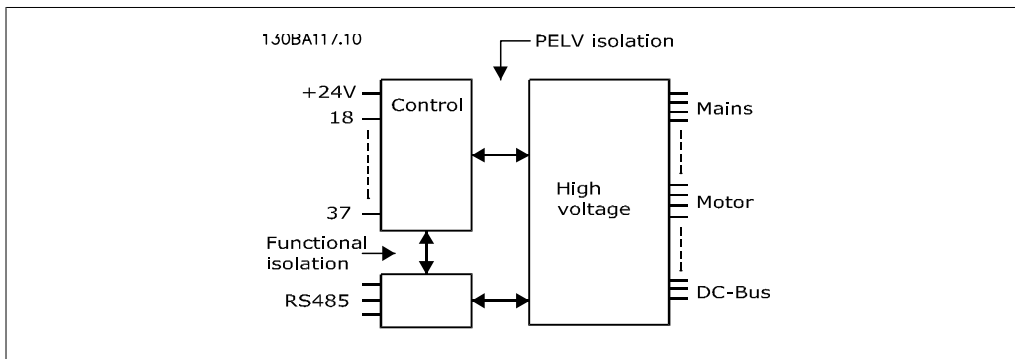 130BA117.10
PELV isolation
+24V
Control
18
Mains
High
voltage
37
Motor
Functional
isolation
RS485
DC-Bus